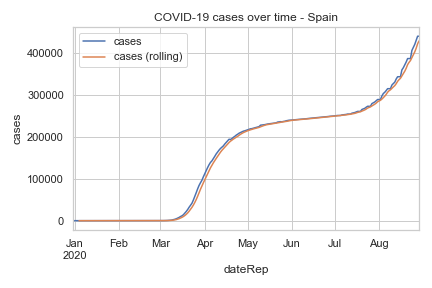 COVID-19 cases over time - Spain
cases
cases (rolling)
400000
300000
200000
100000
0
cases
Jan Feb Mar Apr May Jun Jul Aug
2020
dateRep